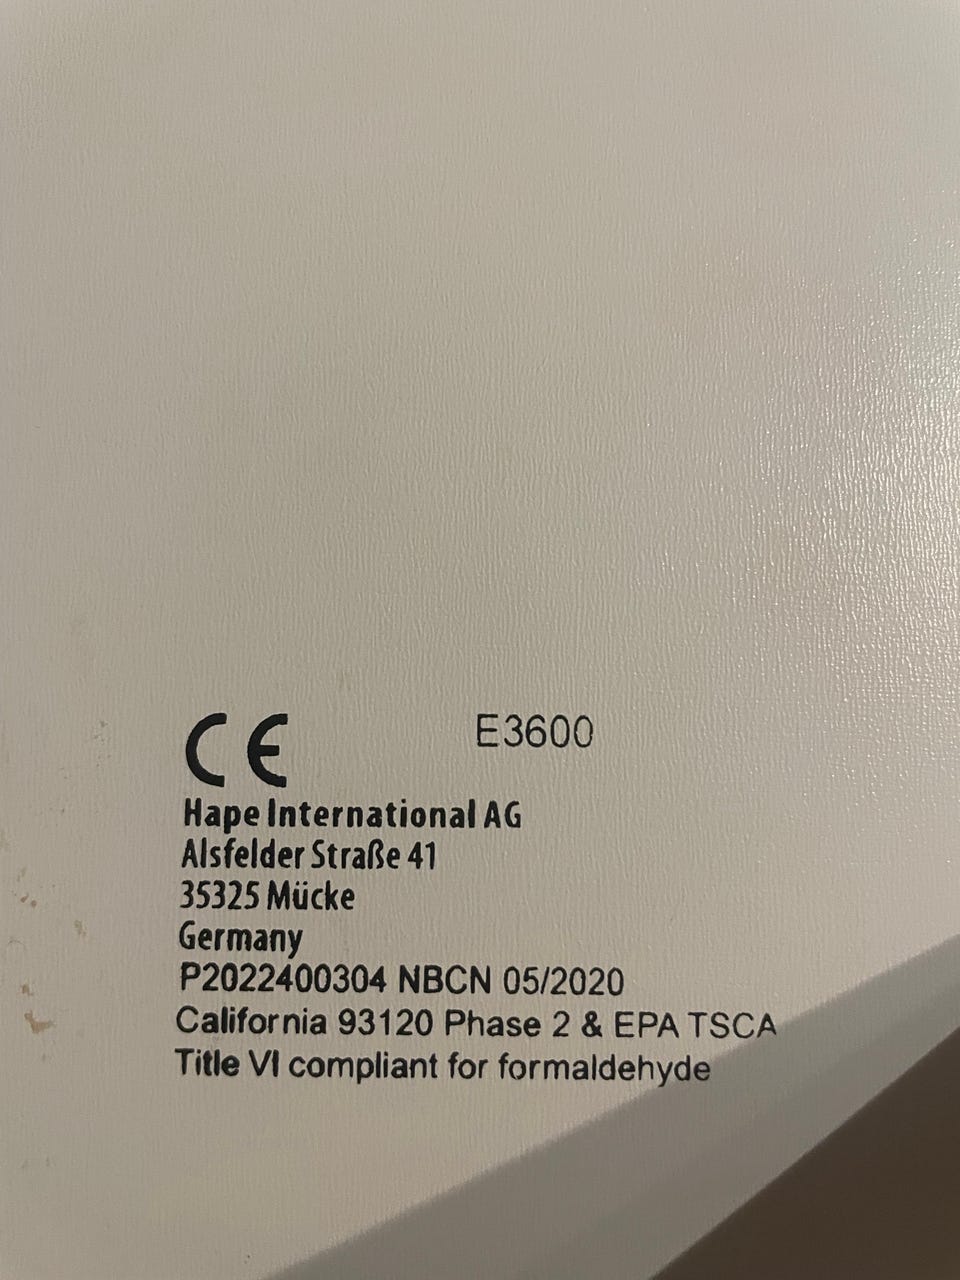 CE E3600
Hape International AG
Alsfelder Straße 41
35325 Mücke
Germany
P2022400304 NBCN 05/2020
California 93120 Phase 2 & EPA TSCA
Title VI compliant for formaldehyde